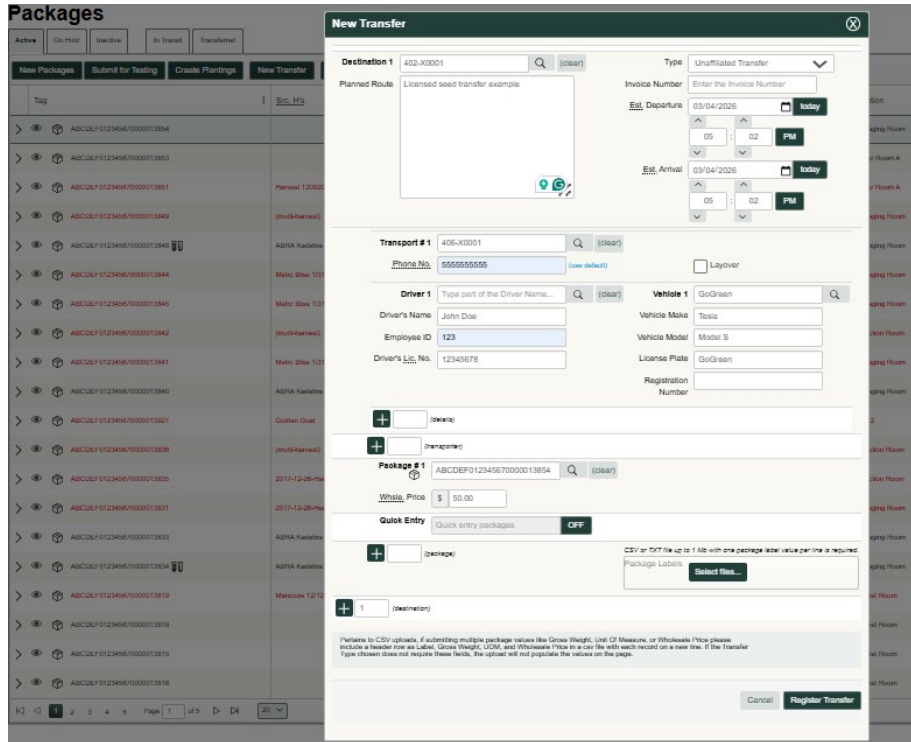 Packages
Active On Hold Inactive In Transit Transferred
New Packages Submit for Testing Create Plantings New Transfer
Tag Src. H's
ABCDEF012345670000013854
ABCDEF012345670000013853
ABCDEF012345670000013851
ABCDEF012345670000013849 (multi-harvest)
ABCDEF012345670000013846
ABCDEF012345670000013844
ABCDEF012345670000013845
ABCDEF012345670000013842 (multi-harvest)
ABCDEF012345670000013841
ABCDEF012345670000013840
Golden Goat
ABCDEF012345670000013836 (multi-harvest)
ABCDEF012345670000013835
ABCDEF012345670000013831
ABCDEF012345670000013833
ABCDEF012345670000013834
ABCDEF012345670000013819
ABCDEF012345670000013818
ABCDEF012345670000013815
ABCDEF012345670000013816
1 2 3 4 5 Page 1 of 5 20
New Transfer
Destination 1 402-X0001 (clear) Type Unaffiliated Transfer
Planned Route Licensed seed transfer example Invoice Number Enter the Invoice Number
Est. Departure 03/04/2026 today
05 : 02 PM
Est. Arrival 03/04/2026 today
05 : 02 PM
Transport # 1 406-X0001 (clear)
Phone No. 5555555555 (use default) Layover
Driver 1 Type part of the Driver Name... (clear) Vehicle 1 GoGreen
Driver's Name John Doe Vehicle Make Tesla
Employee ID 123 Vehicle Model Model S
Driver's Lic. No. 12345678 License Plate GoGreen
Registration
Number
(details)
(transporter)
Package # 1 ABCDEF012345670000013854 (clear)
Whsle. Price $ 50.00
Quick Entry Quick entry packages OFF
(package) CSV or TXT file up to 1 Mb with one package label value per line is required.
Package Labels Select files...
1 (destination)
Pertains to CSV uploads, if submitting multiple package values like Gross Weight, Unit Of Measure, or Wholesale Price please
include a header row as Label, Gross Weight, UOM, and Wholesale Price in a csv file with each record on a new line. If the Transfer
Type chosen does not require these fields, the upload will not populate the values on the page.
Cancel Register Transfer